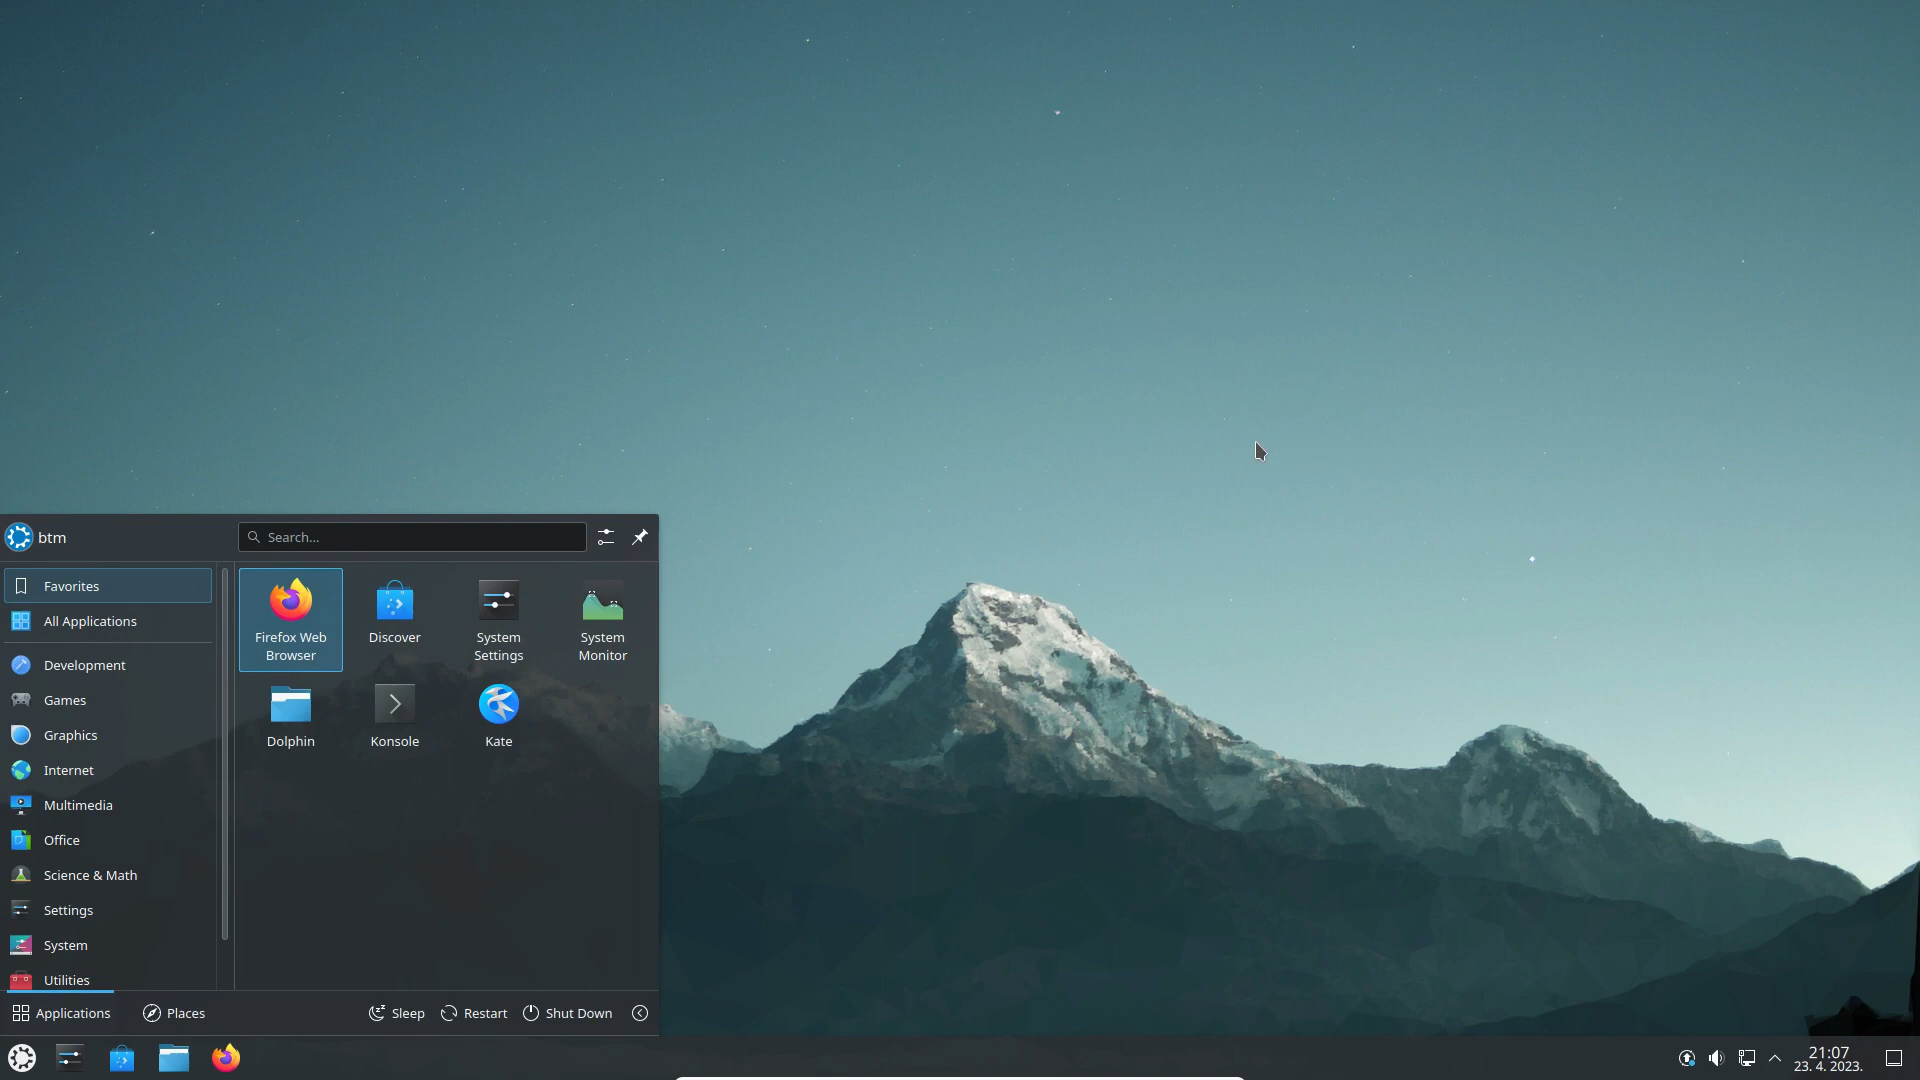 btm
Search...
Favorites
All Applications
Development
Games
Graphics
Internet
Multimedia
Office
Science & Math
Settings
System
Utilities
Firefox Web
Browser
Discover
System
Settings
System
Monitor
Dolphin
Konsole
Kate
Applications
Places
Sleep
Restart
Shut Down
21:07
23. 4. 2023.